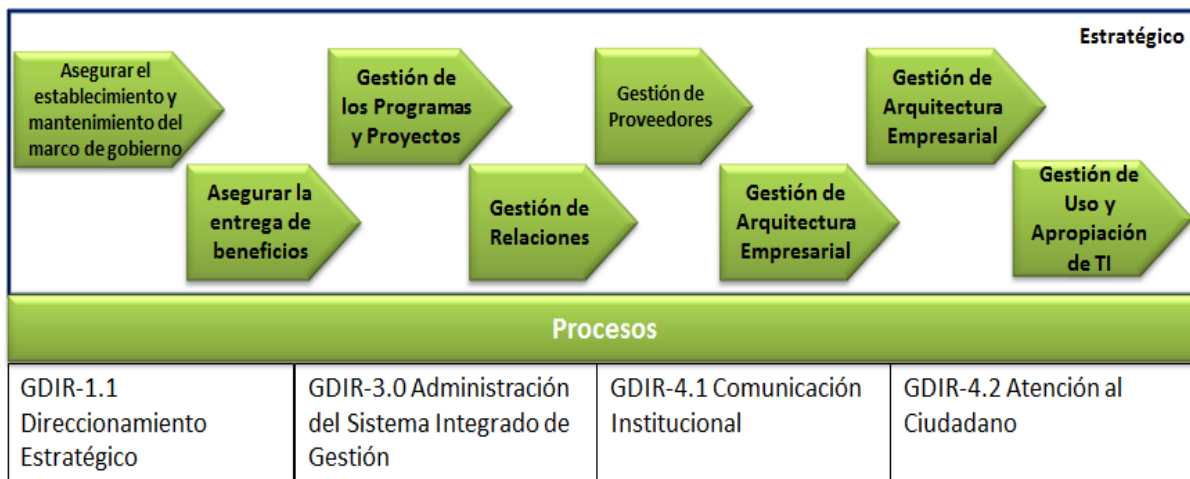 Estratégico
Asegurar el
establecimiento y
mantenimiento del
marco de gobierno
Gestión de
los Programas
y Proyectos
Gestión de
Proveedores
Gestión de
Arquitectura
Empresarial
Asegurar la
entrega de
beneficios
Gestión de
Relaciones
Gestión de
Arquitectura
Empresarial
Gestión de
Uso y
Apropiación
de TI
Procesos
GDIR-1.1
Direccionamiento
Estratégico
GDIR-3.0 Administración
del Sistema Integrado de
Gestión
GDIR-4.1 Comunicación
Institucional
GDIR-4.2 Atención al
Ciudadano